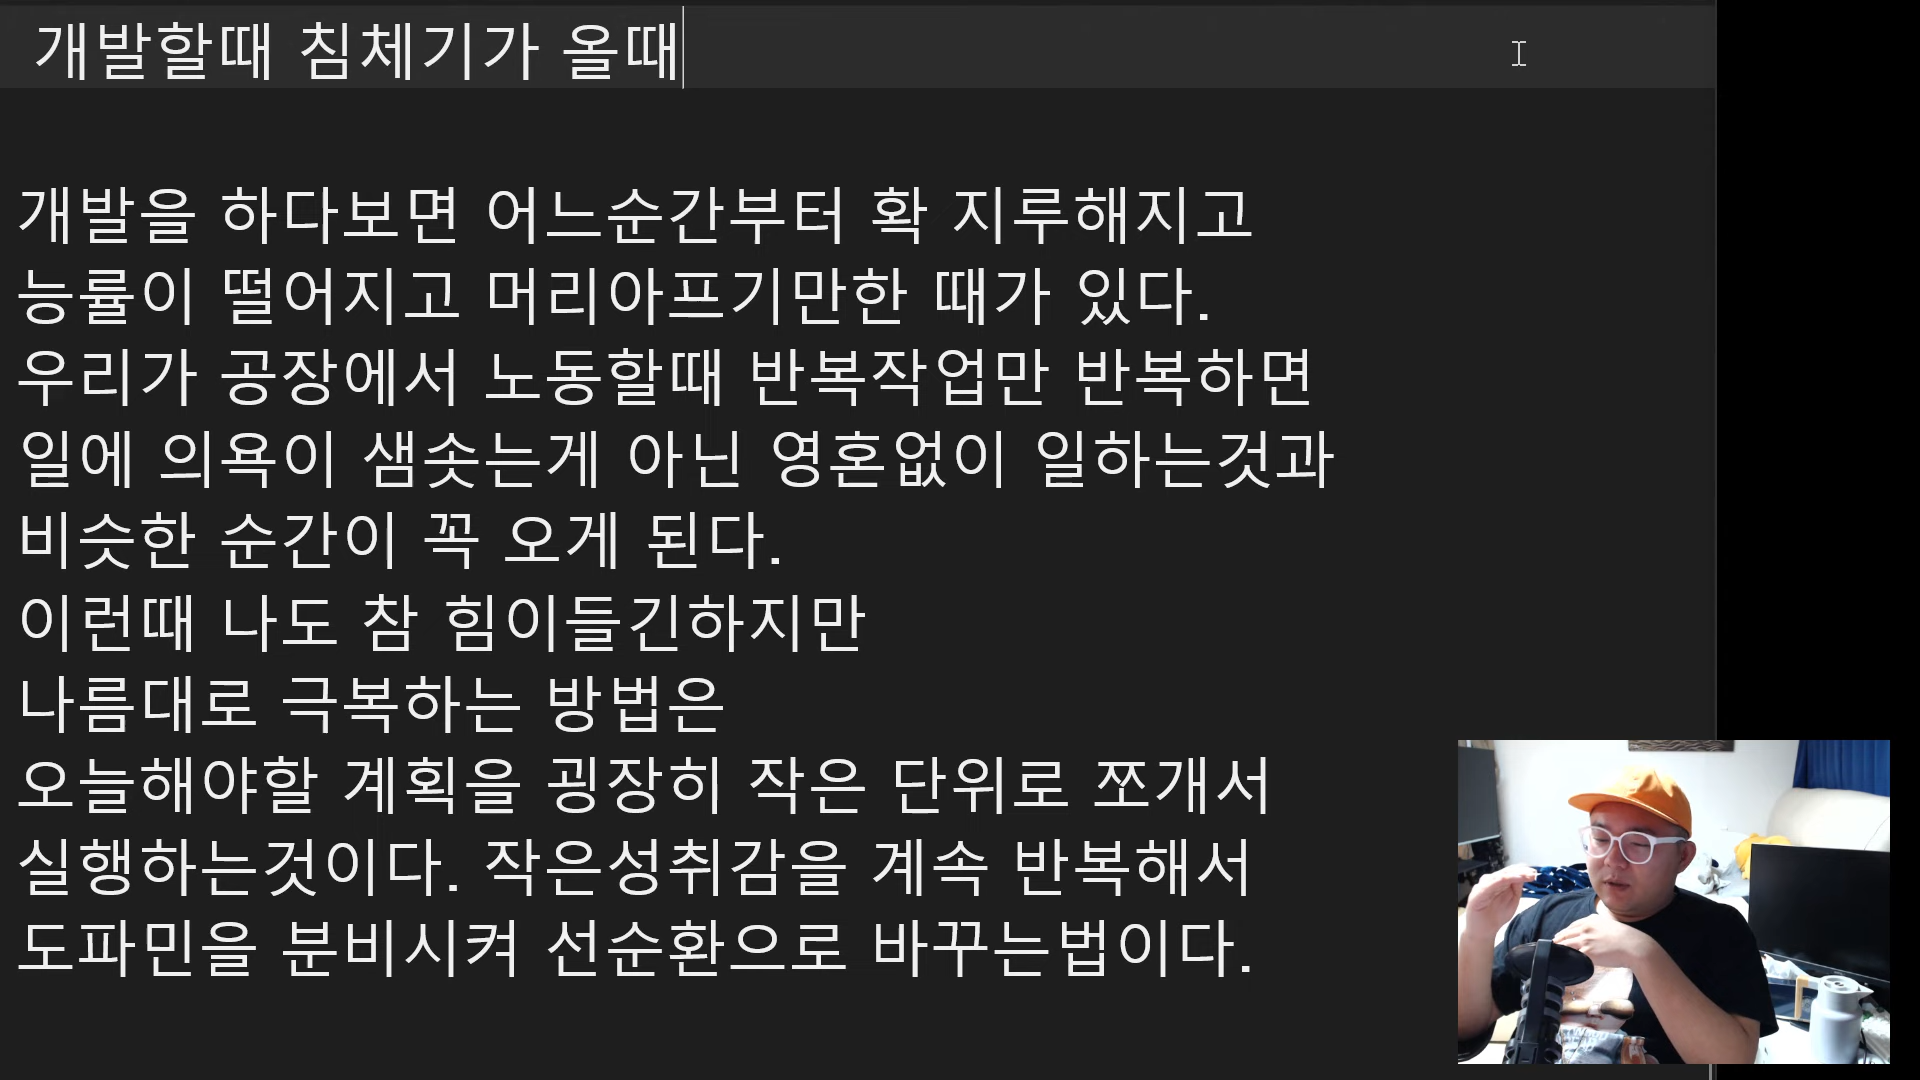 개발할때 침체기가 올때
개발을 하다보면 어느순간부터 확 지루해지고
능률이 떨어지고 머리아프기만한 때가 있다.
우리가 공장에서 노동할때 반복작업만 반복하면
일에 의욕이 샘솟는게 아닌 영혼없이 일하는것과
비슷한 순간이 꼭 오게 된다.
이런때 나도 참 힘이들긴하지만
나름대로 극복하는 방법은
오늘해야할 계획을 굉장히 작은 단위로 쪼개서
실행하는것이다. 작은성취감을 계속 반복해서
도파민을 분비시켜 선순환으로 바꾸는법이다.